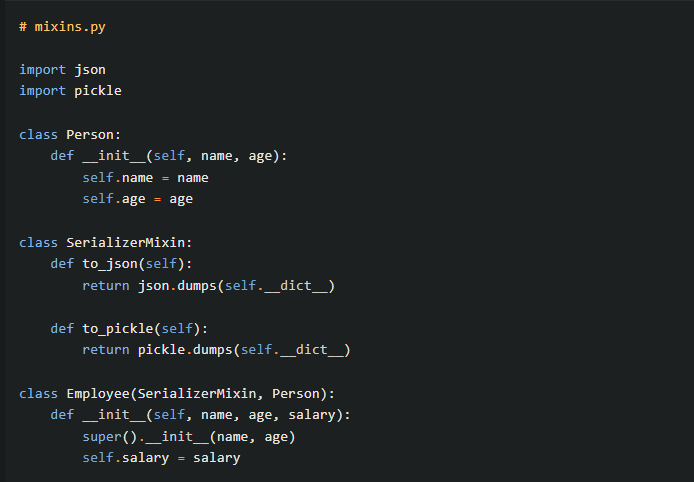 # mixins.py
import json
import pickle
class Person:
    def __init__(self, name, age):
        self.name = name
        self.age = age
class SerializerMixin:
    def to_json(self):
        return json.dumps(self.__dict__)
    def to_pickle(self):
        return pickle.dumps(self.__dict__)
class Employee(SerializerMixin, Person):
    def __init__(self, name, age, salary):
        super().__init__(name, age)
        self.salary = salary